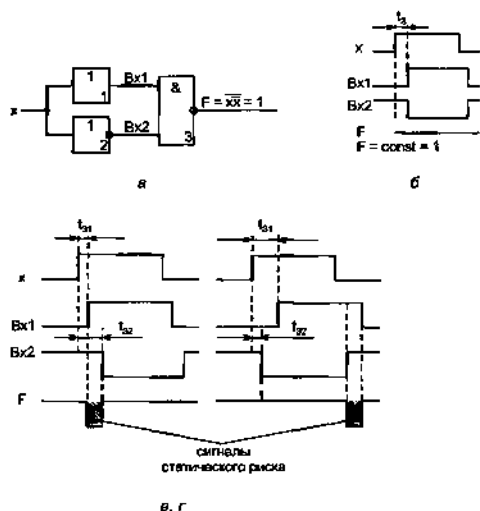 x
1
1
Вх1
1
2
Вх2
&
3
F = x̅x̅ = 1
а
tз
x
Вх1
Вх2
F
F = const = 1
б
tз1
tз1
x
Вх1
tз2
tз2
Вх2
F
сигналы
статического риска
в, г